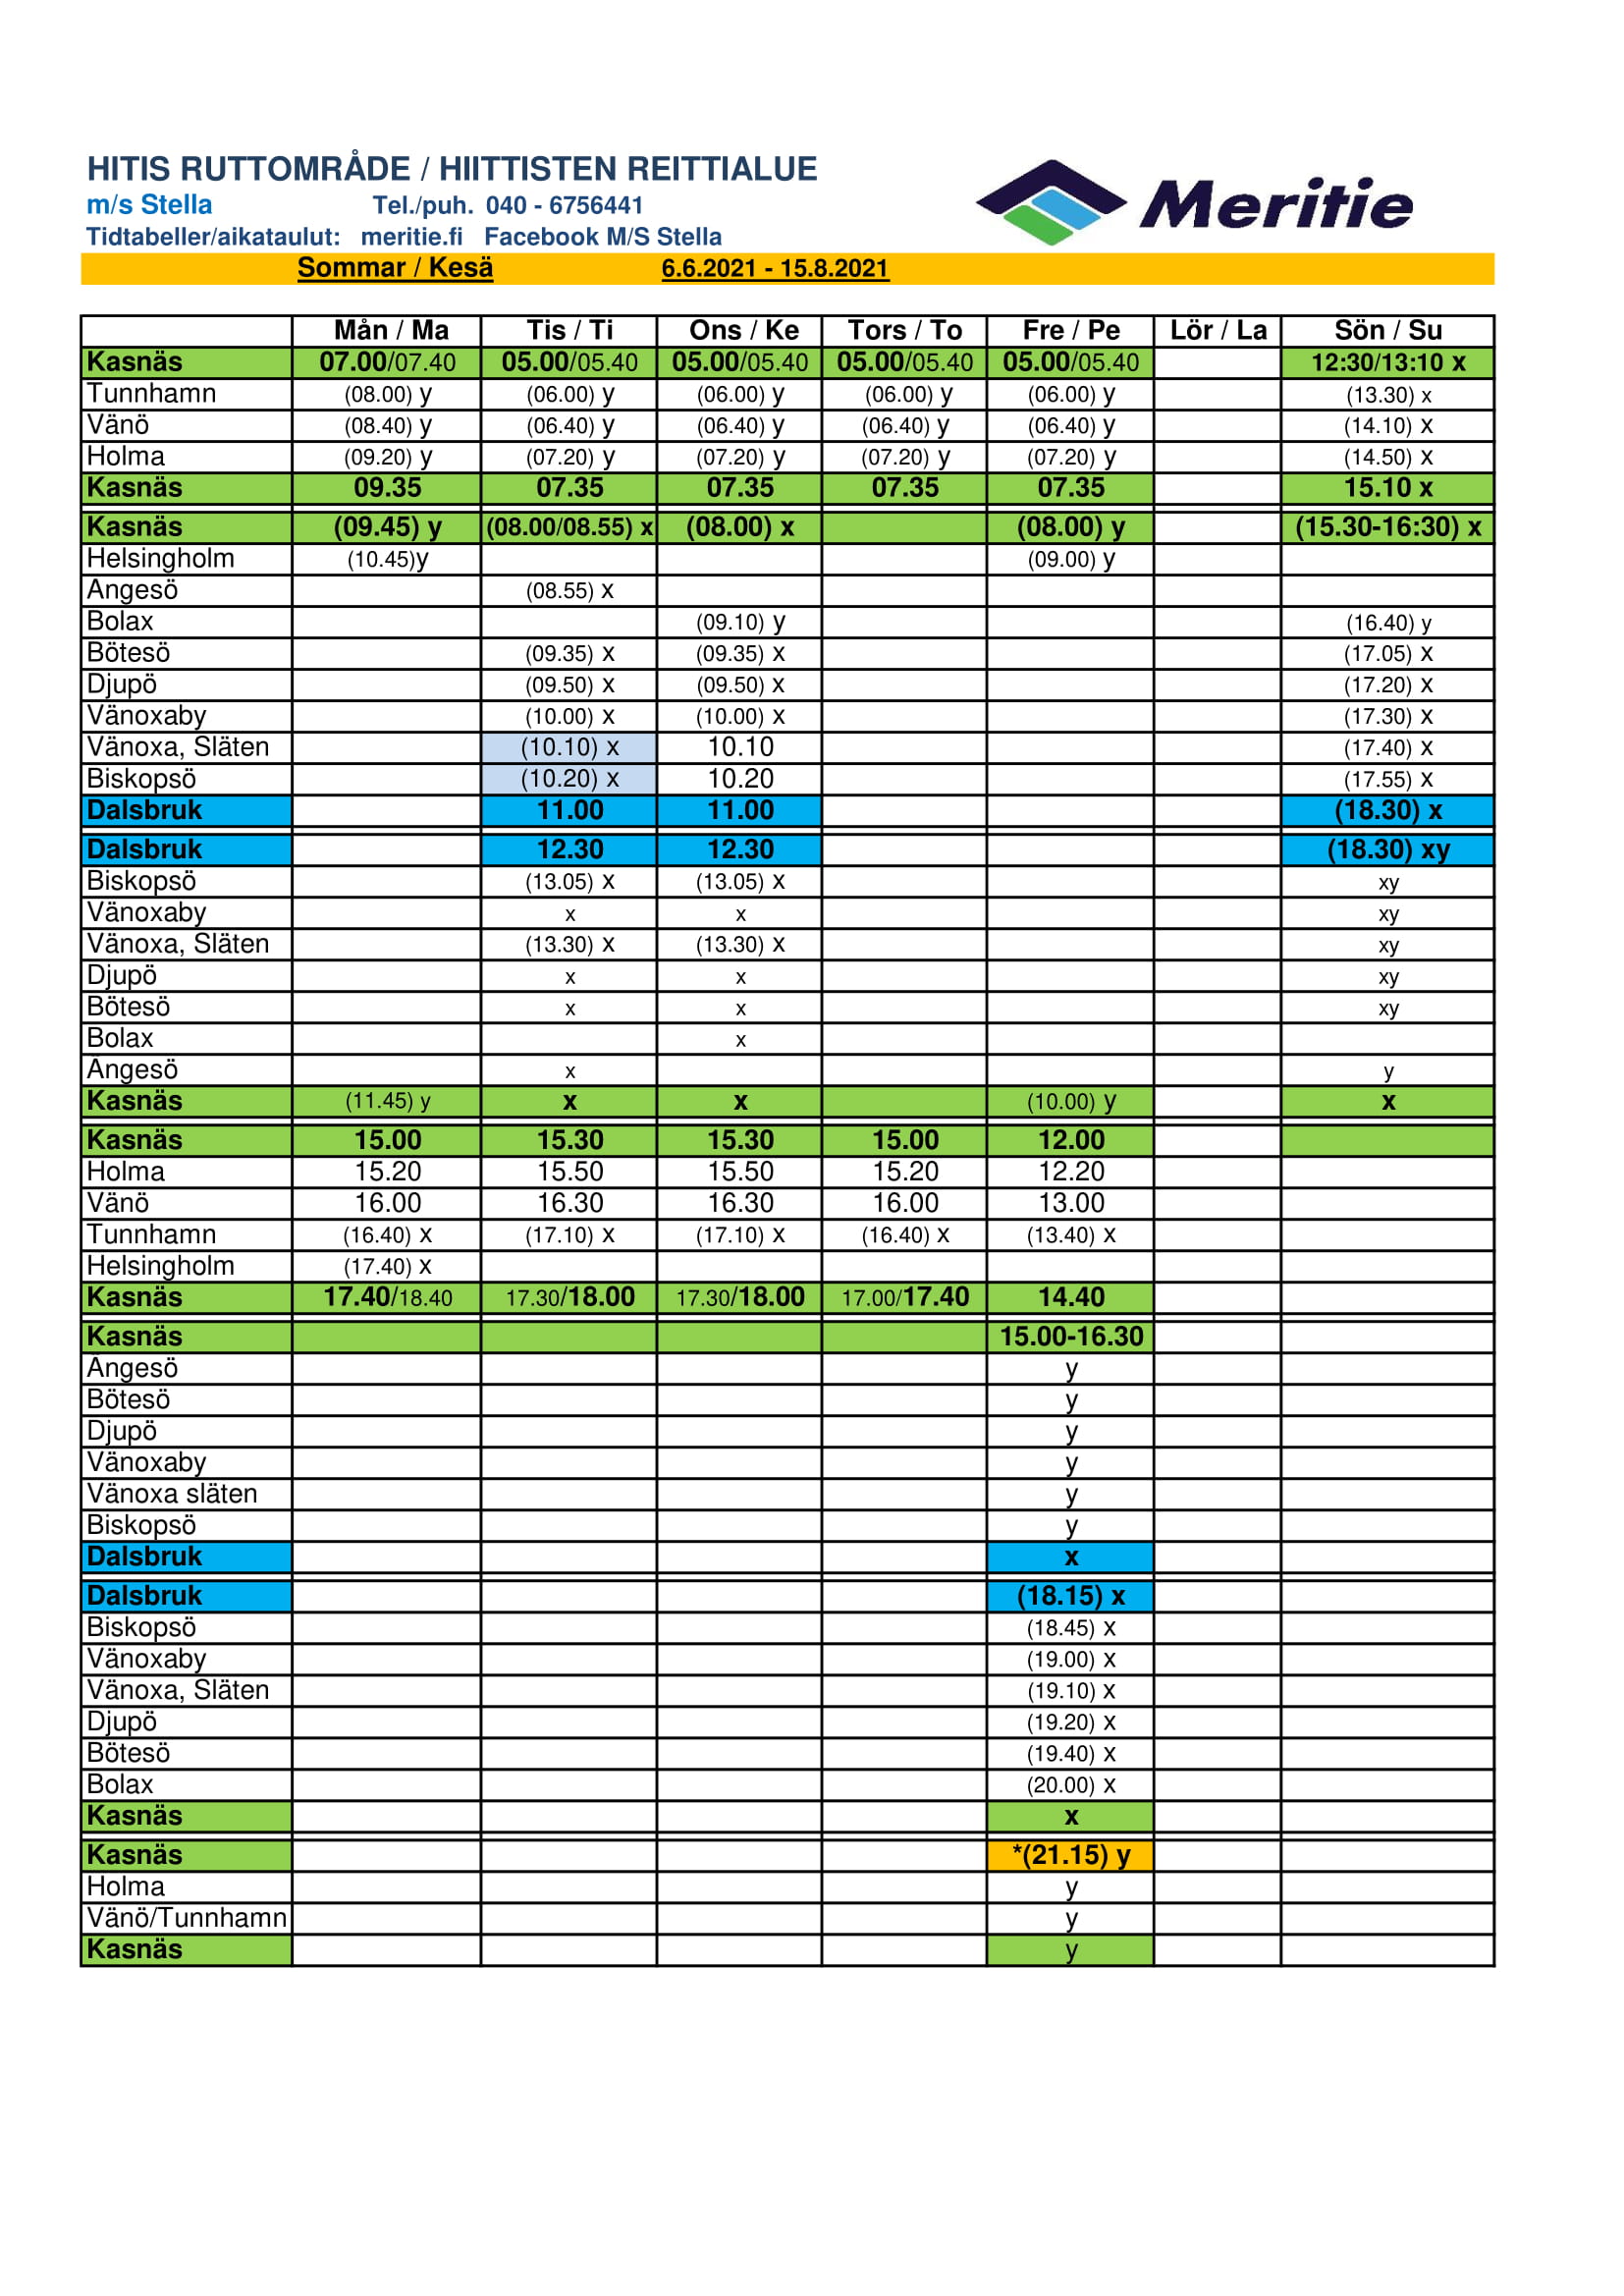 HITIS RUTTOMRÅDE / HIITTISTEN REITTIALUE
m/s Stella Tel./puh. 040 - 6756441
Tidtabeller/aikataulut: meritie.fi Facebook M/S Stella
Meritie
Sommar / Kesä 6.6.2021 - 15.8.2021
Mån / Ma Tis / Ti Ons / Ke Tors / To Fre / Pe Lör / La Sön / Su
Kasnäs 07.00/07.40 05.00/05.40 05.00/05.40 05.00/05.40 05.00/05.40 12:30/13:10 x
Tunnhamn (08.00) y (06.00) y (06.00) y (06.00) y (06.00) y (13.30) x
Vänö (08.40) y (06.40) y (06.40) y (06.40) y (06.40) y (14.10) x
Holma (09.20) y (07.20) y (07.20) y (07.20) y (07.20) y (14.50) x
Kasnäs 09.35 07.35 07.35 07.35 07.35 15.10 x
Kasnäs (09.45) y (08.00/08.55) x (08.00) x (08.00) y (15.30-16:30) x
Helsingholm (10.45)y (09.00) y
Ängesö (08.55) x
Bolax (09.10) y (16.40) y
Bötesö (09.35) x (09.35) x (17.05) x
Djupö (09.50) x (09.50) x (17.20) x
Vänoxaby (10.00) x (10.00) x (17.30) x
Vänoxa, Släten (10.10) x 10.10 (17.40) x
Biskopsö (10.20) x 10.20 (17.55) x
Dalsbruk 11.00 11.00 (18.30) x
Dalsbruk 12.30 12.30 (18.30) xy
Biskopsö (13.05) x (13.05) x xy
Vänoxaby x x xy
Vänoxa, Släten (13.30) x (13.30) x xy
Djupö x x xy
Bötesö x x xy
Bolax x
Ängesö x y
Kasnäs (11.45) y x x (10.00) y x
Kasnäs 15.00 15.30 15.30 15.00 12.00
Holma 15.20 15.50 15.50 15.20 12.20
Vänö 16.00 16.30 16.30 16.00 13.00
Tunnhamn (16.40) x (17.10) x (17.10) x (16.40) x (13.40) x
Helsingholm (17.40) x
Kasnäs 17.40/18.40 17.30/18.00 17.30/18.00 17.00/17.40 14.40
Kasnäs 15.00-16.30
Ängesö y
Bötesö y
Djupö y
Vänoxaby y
Vänoxa släten y
Biskopsö y
Dalsbruk x
Dalsbruk (18.15) x
Biskopsö (18.45) x
Vänoxaby (19.00) x
Vänoxa, Släten (19.10) x
Djupö (19.20) x
Bötesö (19.40) x
Bolax (20.00) x
Kasnäs x
Kasnäs *(21.15) y
Holma y
Vänö/Tunnhamn y
Kasnäs y